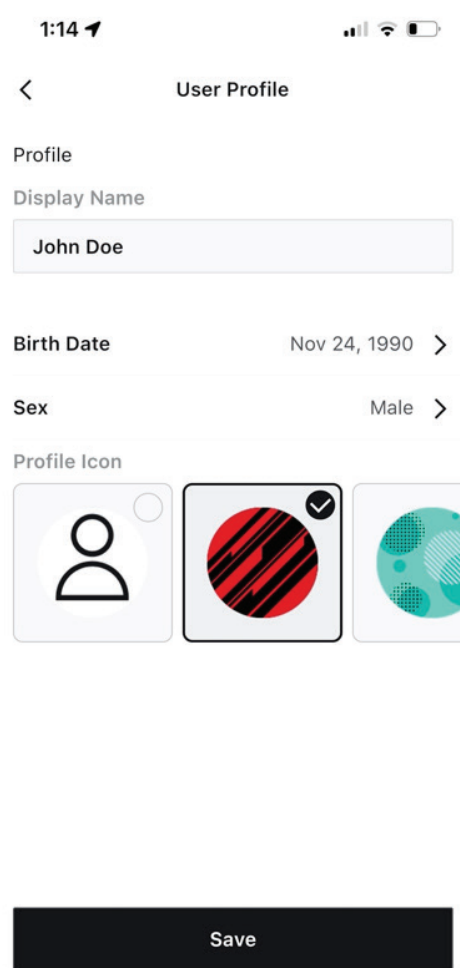 1:14
User Profile
Profile
Display Name
John Doe
Birth Date Nov 24, 1990
Sex Male
Profile Icon
Save